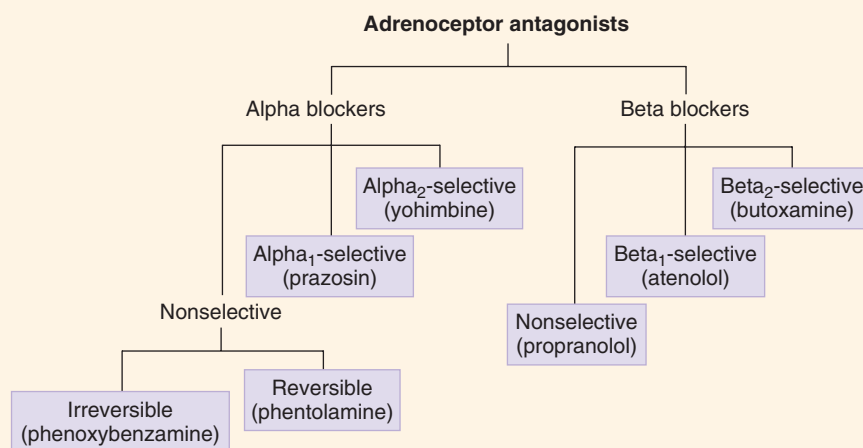 Adrenoceptor antagonists
Alpha blockers
Beta blockers
Alpha₂-selective
(yohimbine)
Beta₂-selective
(butoxamine)
Alpha₁-selective
(prazosin)
Beta₁-selective
(atenolol)
Nonselective
Nonselective
(propranolol)
Irreversible
(phenoxybenzamine)
Reversible
(phentolamine)